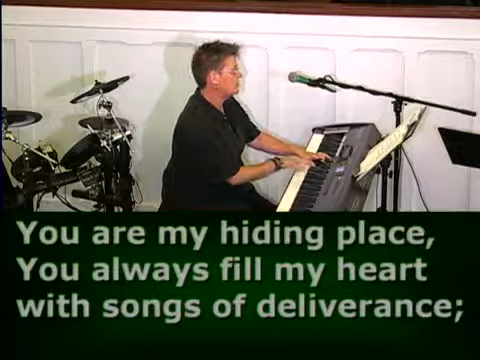 You are my hiding place,
You always fill my heart
with songs of deliverance;